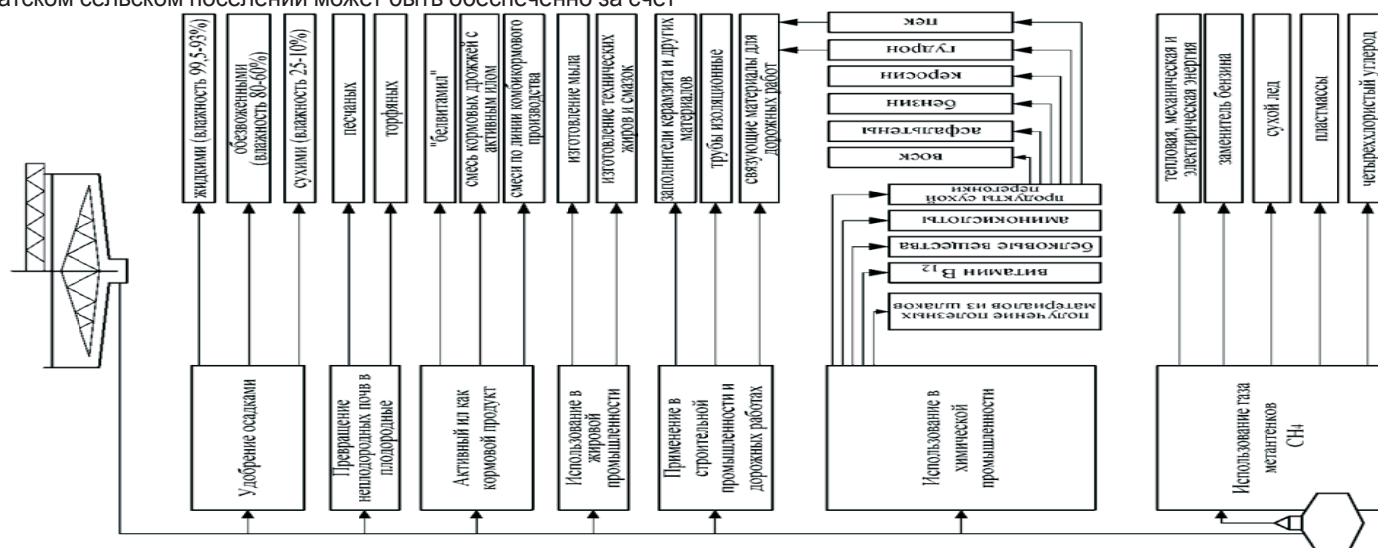 атском сельском поселении может быть обеспеченно за счет
жидкими (влажность 99,5-93%)
обезвоженными
(влажность 80-60%)
сухими (влажность 25-10%)
песчаных
торфяных
"белвитамил"
смесь кормовых дрожжей с
активным илом
смеси по линии комбикормового
производства
изготовление мыла
изготовление технических
жиров и смазок
заполнители керамзита и других
материалов
трубы изоляционные
связующие материалы для
дорожных работ
пек
гудрон
керосин
бензин
асфальтены
воск
продукты сухой
перегонки
аминокислоты
белковые вещества
витамин B12
получение полезных
материалов из шлаков
тепловая, механическая и
электирическая энергия
заменитель бензина
сухой лед
пластмассы
четыреххлористый углерод
Удобрение осадками
Превращение
неплодородных почв в
плодородные
Активный ил как
кормовой продукт
Использование в
жировой
промышленности
Применение в
строительной
промышленности и
дорожных работах
Использование в
химической
промышленности
Использование газа
метантенков
CH4